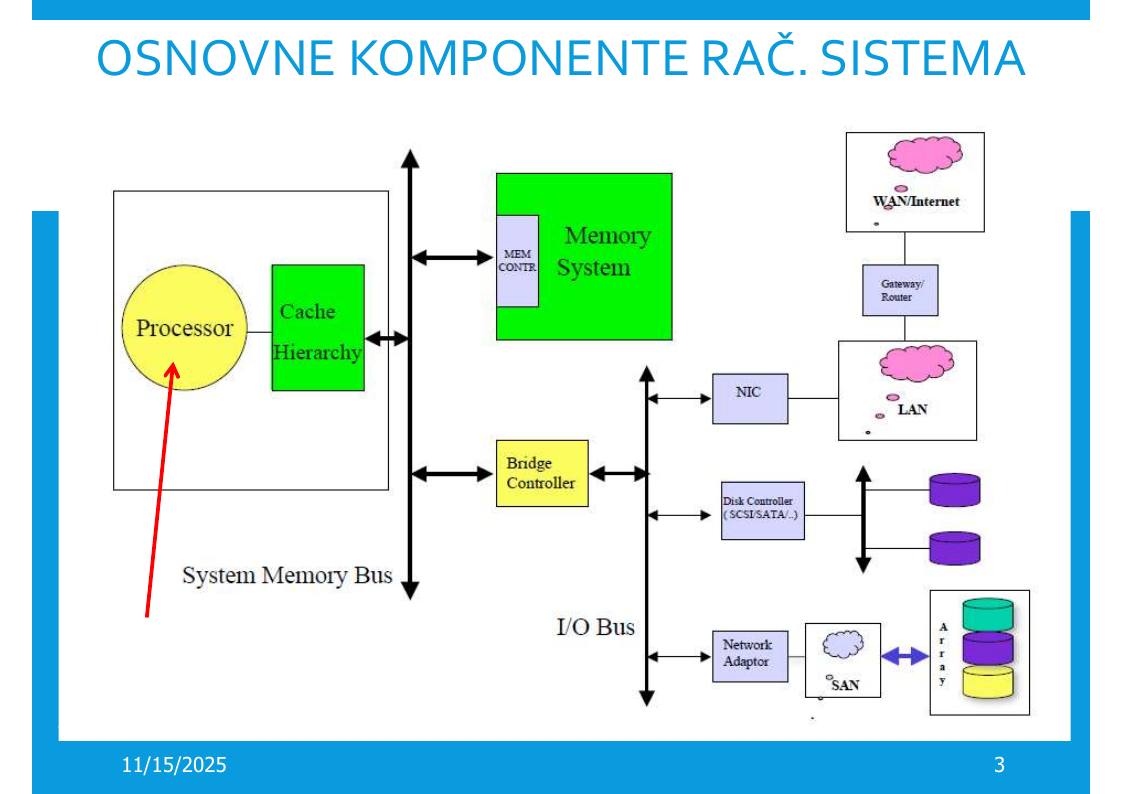 OSNOVNE KOMPONENTE RAČ. SISTEMA
Processor
Cache
Hierarchy
System Memory Bus
MEM
CONTR
Memory
System
Bridge
Controller
I/O Bus
WAN/Internet
Gateway/
Router
NIC
LAN
Disk Controller
( SCSI/SATA/..)
Network
Adaptor
SAN
A
r
r
a
y
11/15/2025
3